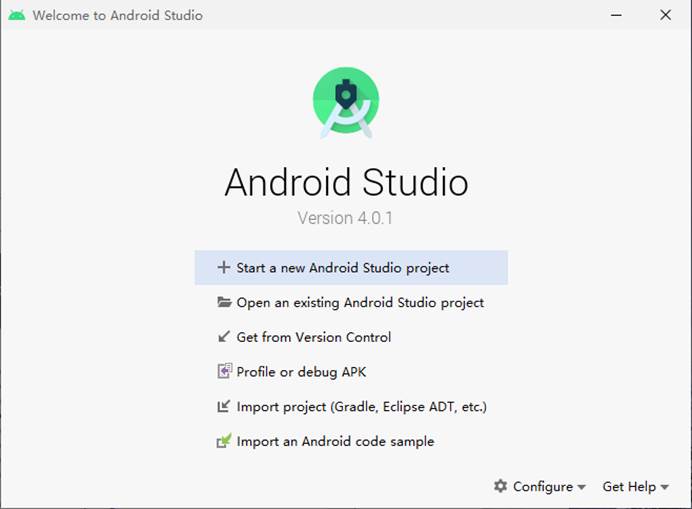 Welcome to Android Studio
Android Studio
Version 4.0.1
Start a new Android Studio project
Open an existing Android Studio project
Get from Version Control
Profile or debug APK
Import project (Gradle, Eclipse ADT, etc.)
Import an Android code sample
Configure
Get Help